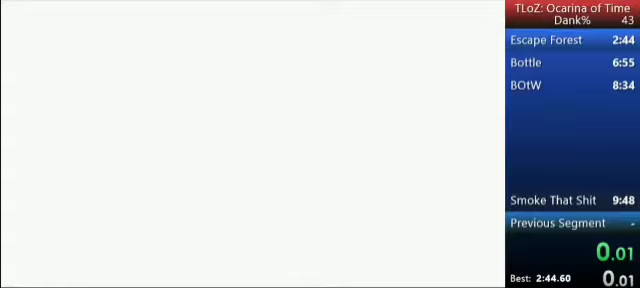 TLoZ: Ocarina of Time
Dank% 43
Escape Forest 2:44
Bottle 6:55
BOtW 8:34
Smoke That Shit 9:48
Previous Segment -
0.01
Best: 2:44.60 0.01